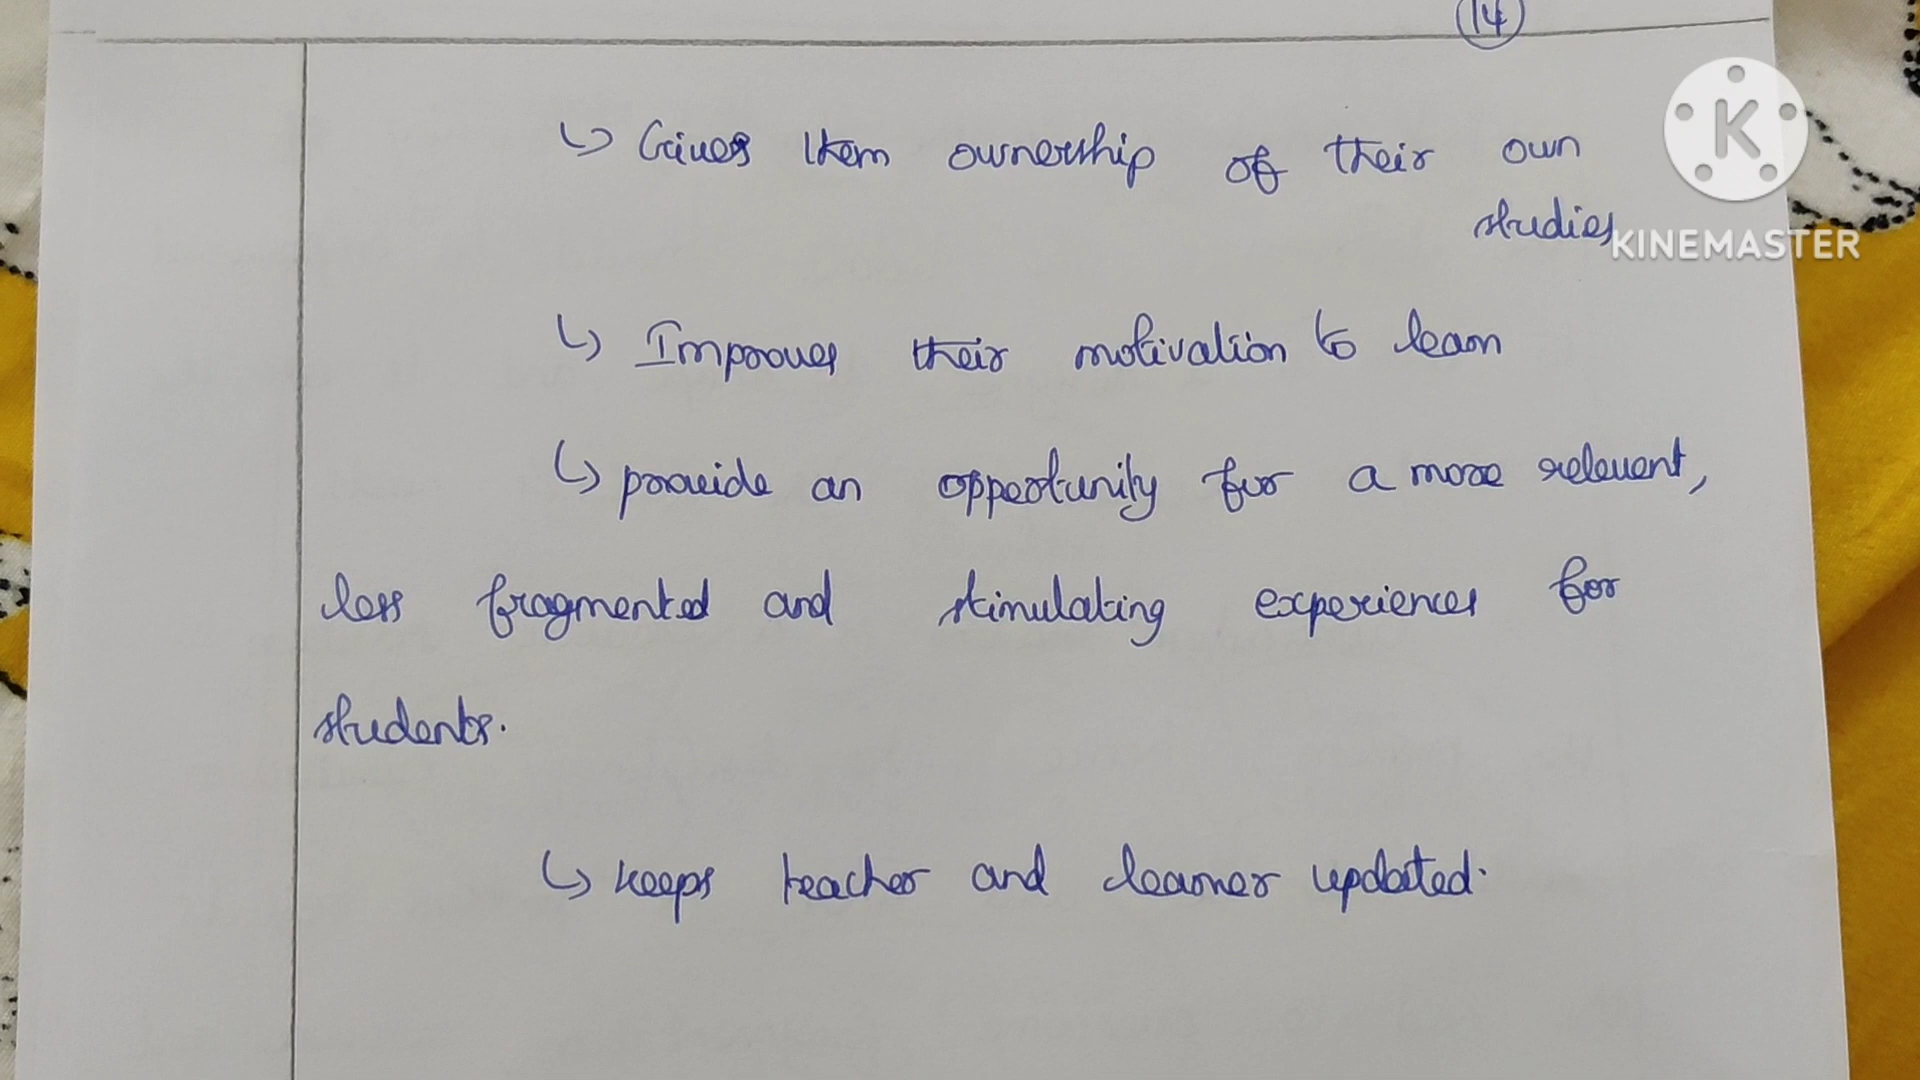 14
↳ Gives them ownership of their own
studies
↳ Improves their motivation to learn
↳ provide an opportunity for a more relevant,
less fragmented and stimulating experiences for
students.
↳ keeps teacher and learner updated.
K
KINEMASTER